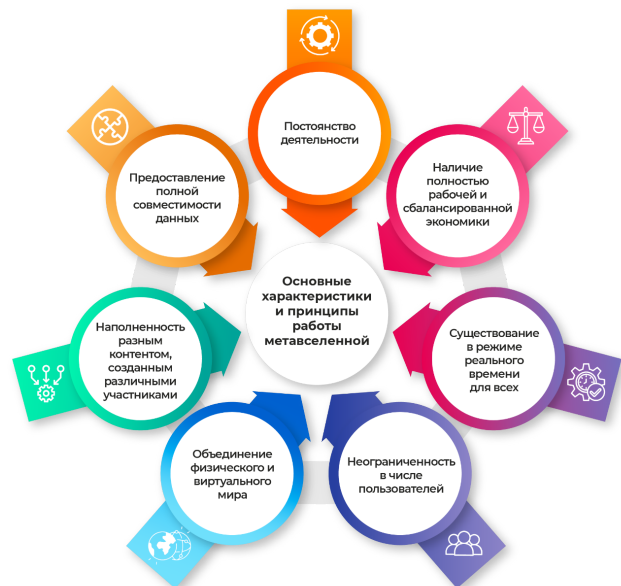 Постоянство
деятельности
Наличие
полностью
рабочей и
сбалансированной
экономики
Существование
в режиме
реального
времени
для всех
Неограниченность
в числе
пользователей
Объединение
физического и
виртуального
мира
Наполненность
разным
контентом,
созданным
различными
участниками
Предоставление
полной
совместимости
данных
Основные
характеристики
и принципы
работы
метавселенной